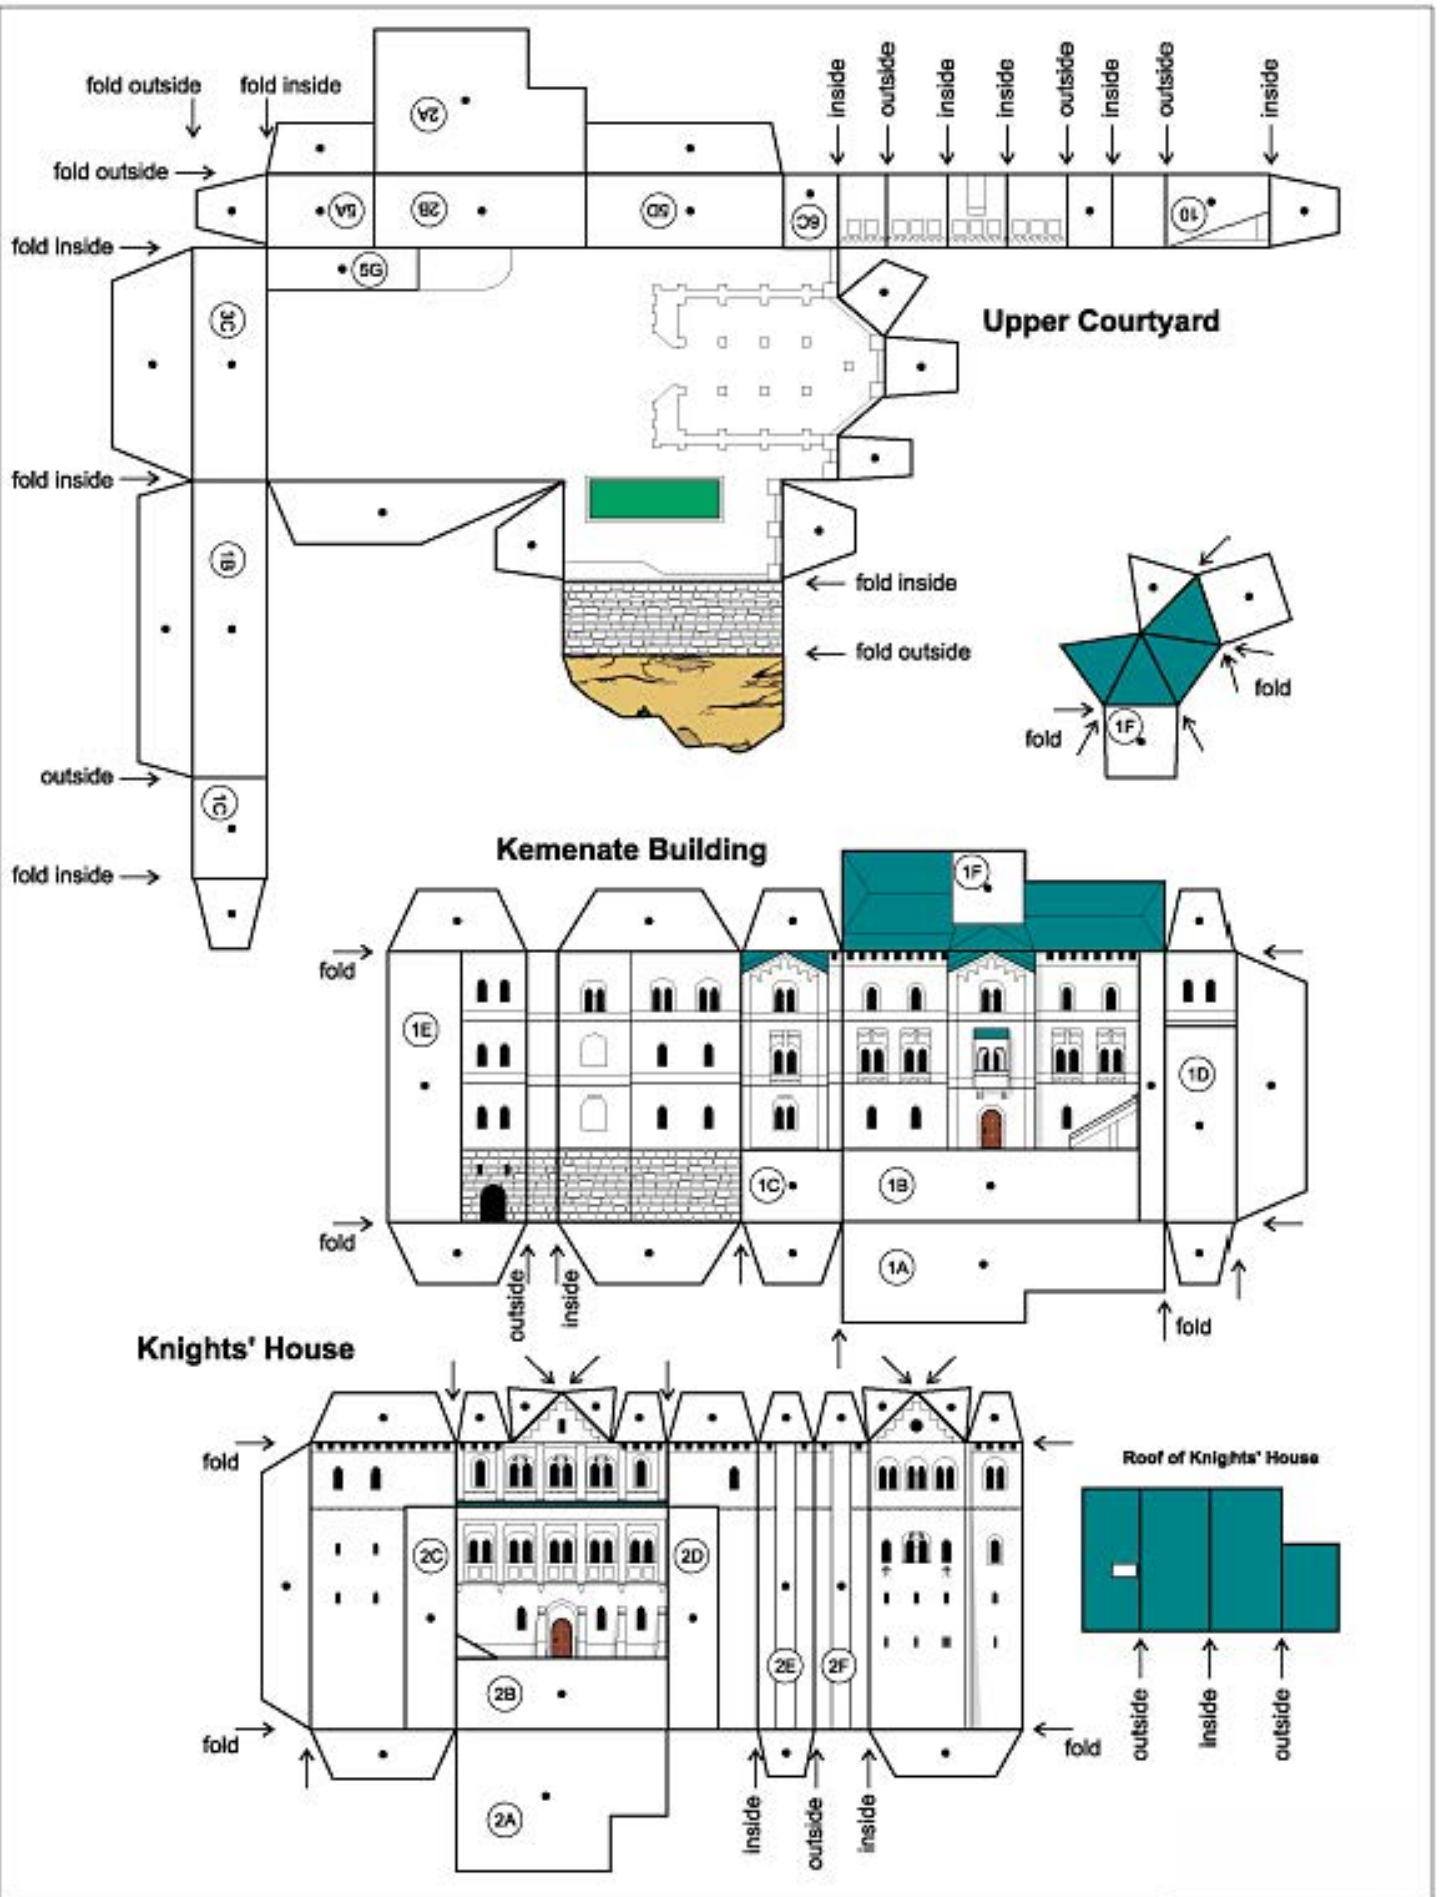 fold outside
fold inside
inside
outside
inside
inside
outside
inside
outside
inside
2A
fold outside
5A
2B
5D
6C
10
fold inside
5G
3C
Upper Courtyard
fold inside
1B
fold inside
fold outside
fold
1F
fold
outside
1C
fold inside
Kemenate Building
1F
fold
1E
1D
1C
1B
fold
1A
outside
inside
fold
Knights' House
fold
Roof of Knights' House
2C
2D
2E
2F
2B
fold
fold
2A
inside
outside
inside
outside
inside
outside